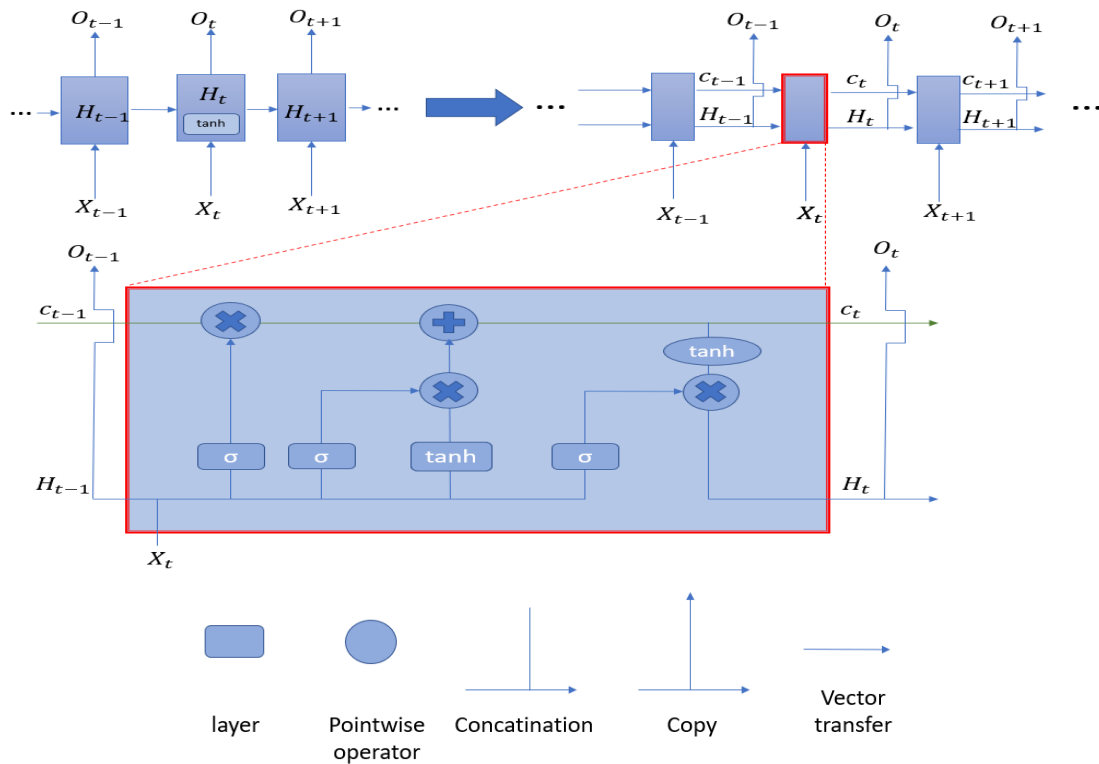 O_{t-1} O_t O_{t+1} O_{t-1} O_t O_{t+1}
... H_{t-1} H_t tanh H_{t+1} ... ... c_{t-1} c_t c_{t+1} ...
H_{t-1} H_t H_{t+1}
X_{t-1} X_t X_{t+1} X_{t-1} X_t X_{t+1}
O_{t-1} O_t
c_{t-1} c_t
tanh
σ σ tanh σ
H_{t-1} H_t
X_t
layer Pointwise operator Concatination Copy Vector transfer